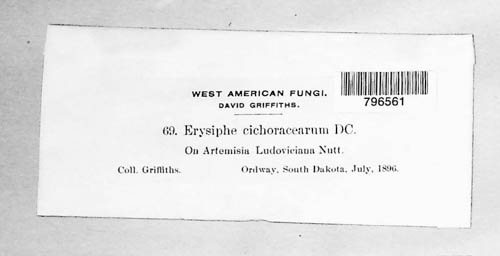 WEST AMERICAN FUNGI.
DAVID GRIFFITHS.
796561
69. Erysiphe cichoracearum DC.
On Artemisia Ludoviciana Nutt.
Coll. Griffiths. Ordway, South Dakota, July, 1896.